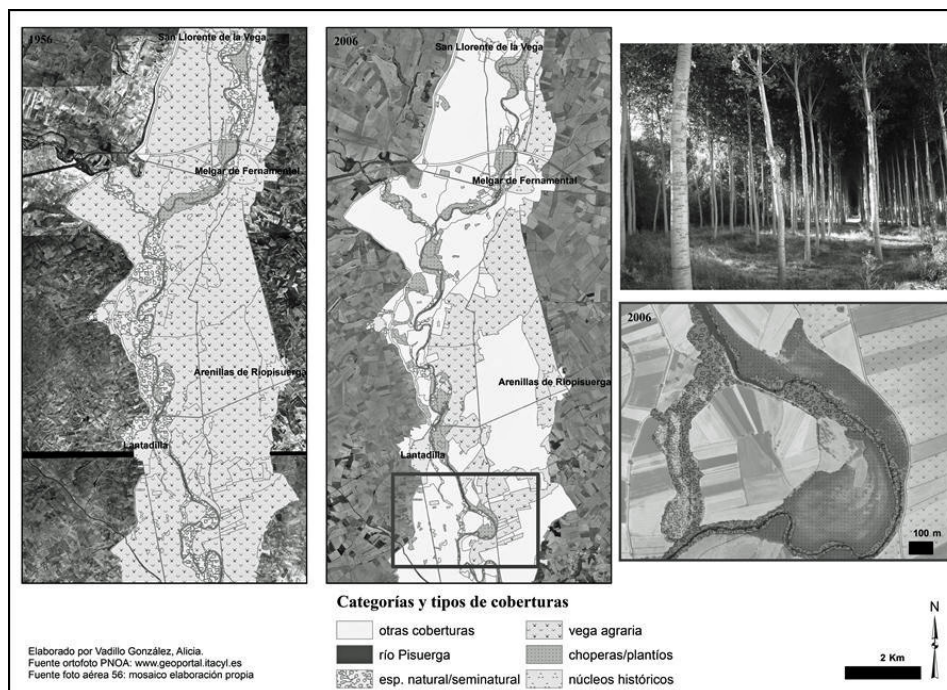 1956
San Llorente de la Vega
Melgar de Fernamental
Arenillas de Riopisuerga
Lantadilla
2006
San Llorente de la Vega
Melgar de Fernamental
Arenillas de Riopisuerga
Lantadilla
2006
100 m
Categorías y tipos de coberturas
otras coberturas
río Pisuerga
esp. natural/seminatural
vega agraria
choperas/plantíos
núcleos históricos
Elaborado por Vadillo González, Alicia.
Fuente ortofoto PNOA: www.geoportal.itacyl.es
Fuente foto aérea 56: mosaico elaboración propia
N
2 Km